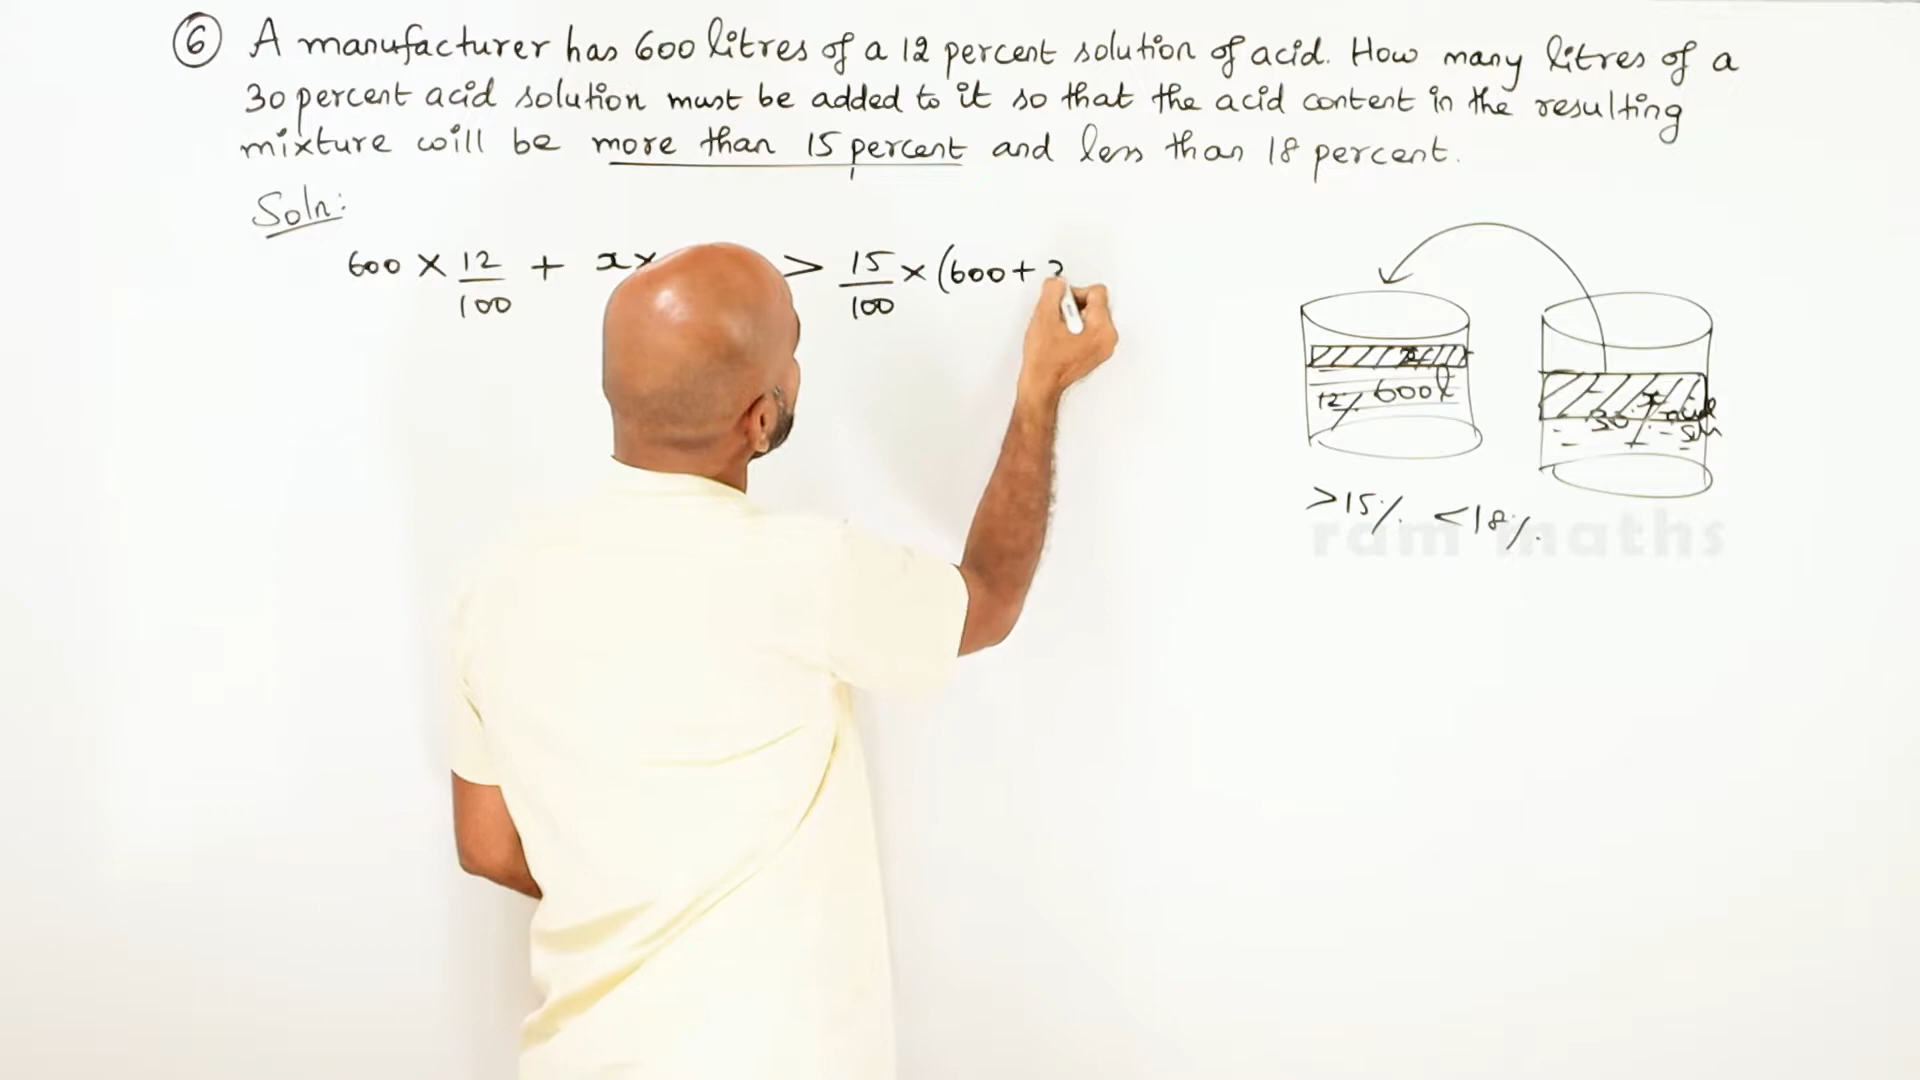 6 A manufacturer has 600 litres of a 12 percent solution of acid. How many litres of a
30 percent acid solution must be added to it so that the acid content in the resulting
mixture will be more than 15 percent and less than 18 percent.
Soln:
600 × 12/100 + x× > 15/100 × (600+
12% 600l
30%
>15% <18%
ram maths